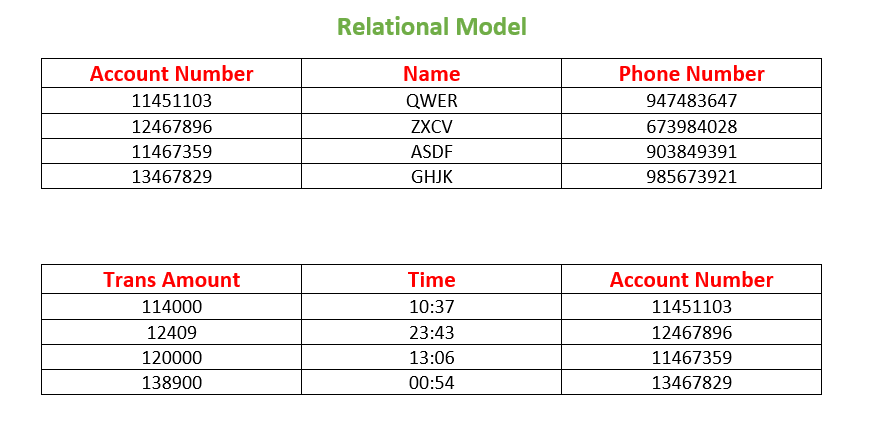 Relational Model
Account Number Name Phone Number
11451103 QWER 947483647
12467896 ZXCV 673984028
11467359 ASDF 903849391
13467829 GHJK 985673921
Trans Amount Time Account Number
114000 10:37 11451103
12409 23:43 12467896
120000 13:06 11467359
138900 00:54 13467829